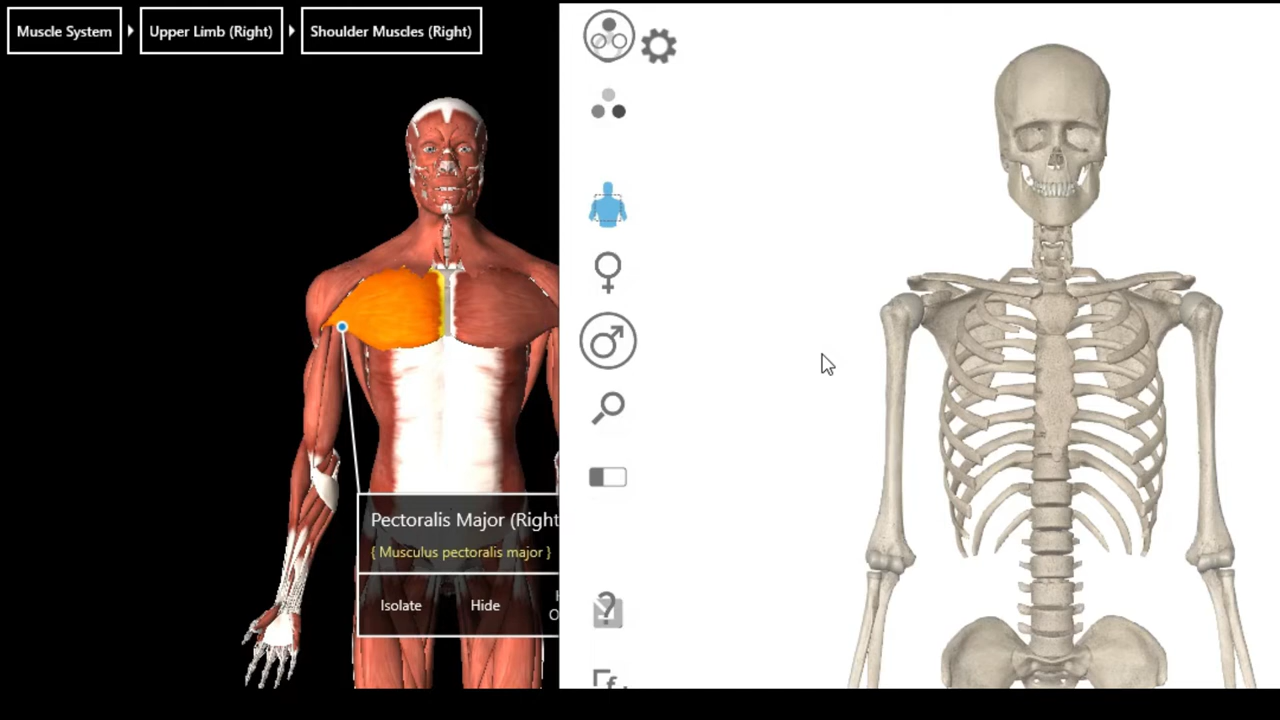 Muscle System
Upper Limb (Right)
Shoulder Muscles (Right)
Pectoralis Major (Right
{ Musculus pectoralis major }
Isolate
Hide